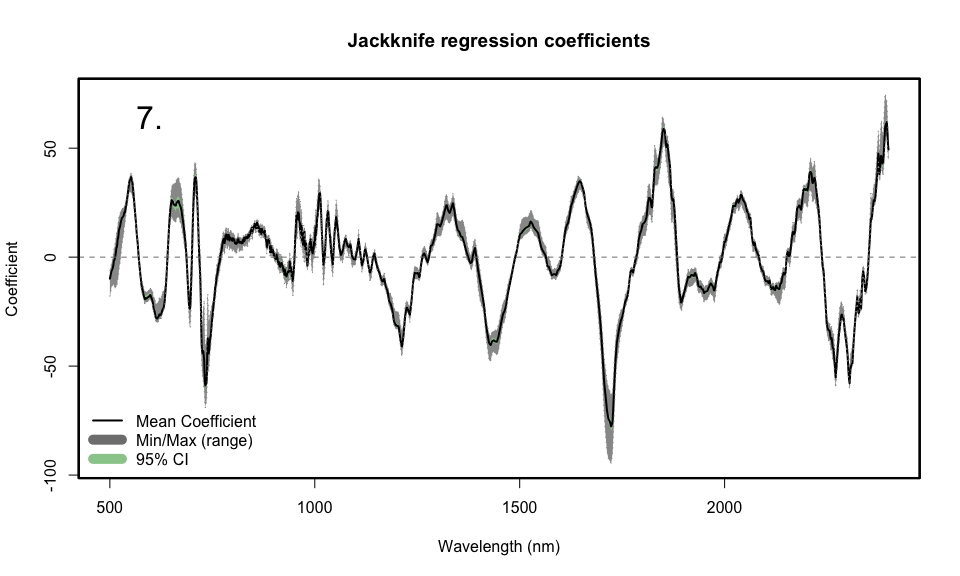 Jackknife regression coefficients
7.
50
0
-50
-100
Coefficient
Mean Coefficient
Min/Max (range)
95% CI
500 1000 1500 2000
Wavelength (nm)